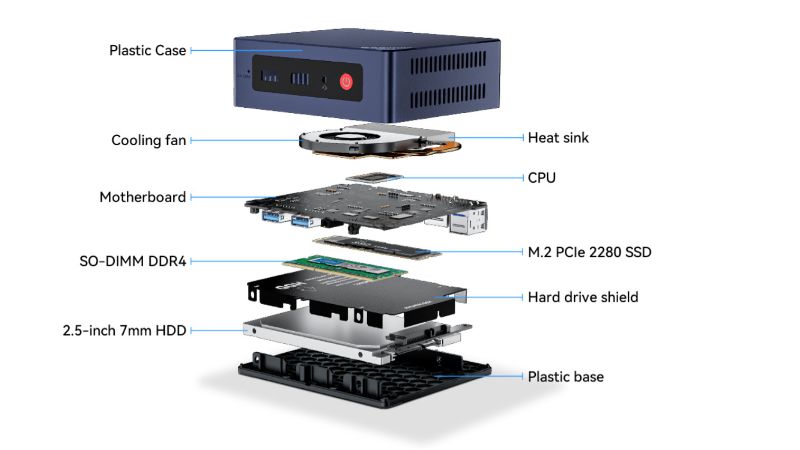 Plastic Case
Cooling fan
Heat sink
CPU
Motherboard
M.2 PCIe 2280 SSD
SO-DIMM DDR4
Hard drive shield
2.5-inch 7mm HDD
Plastic base